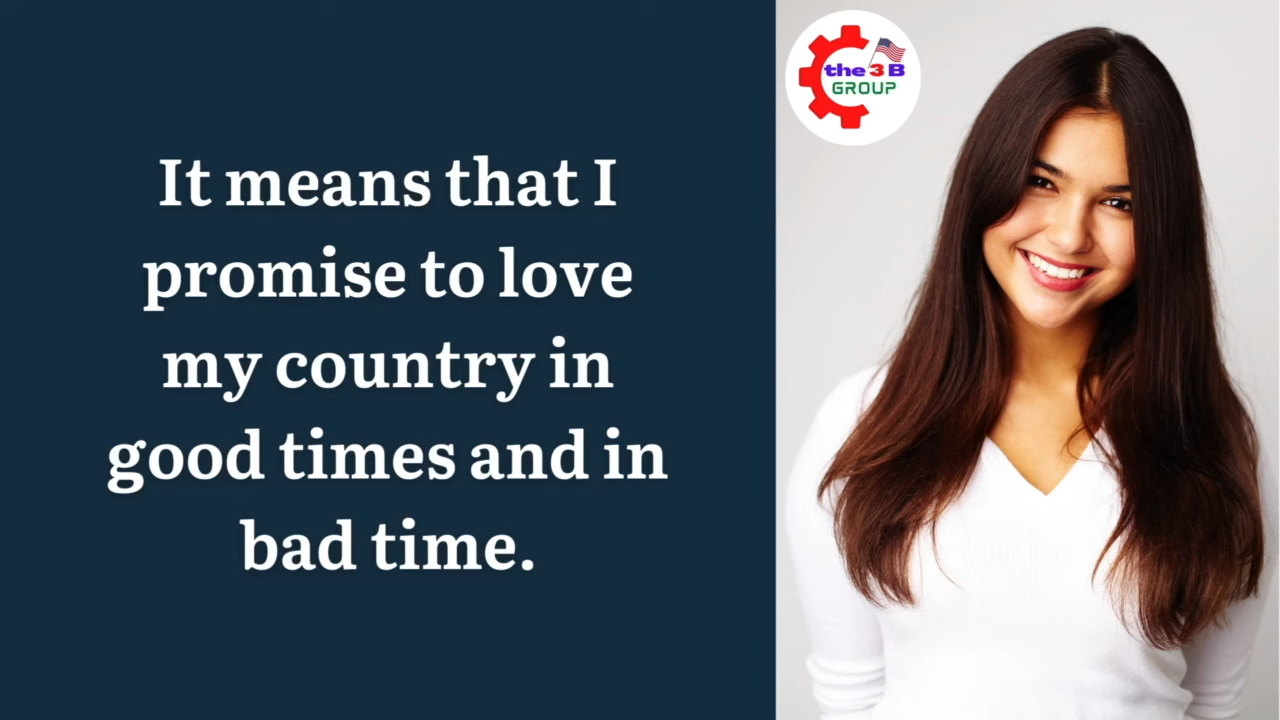 It means that I
promise to love
my country in
good times and in
bad time.
the 3 B
GROUP